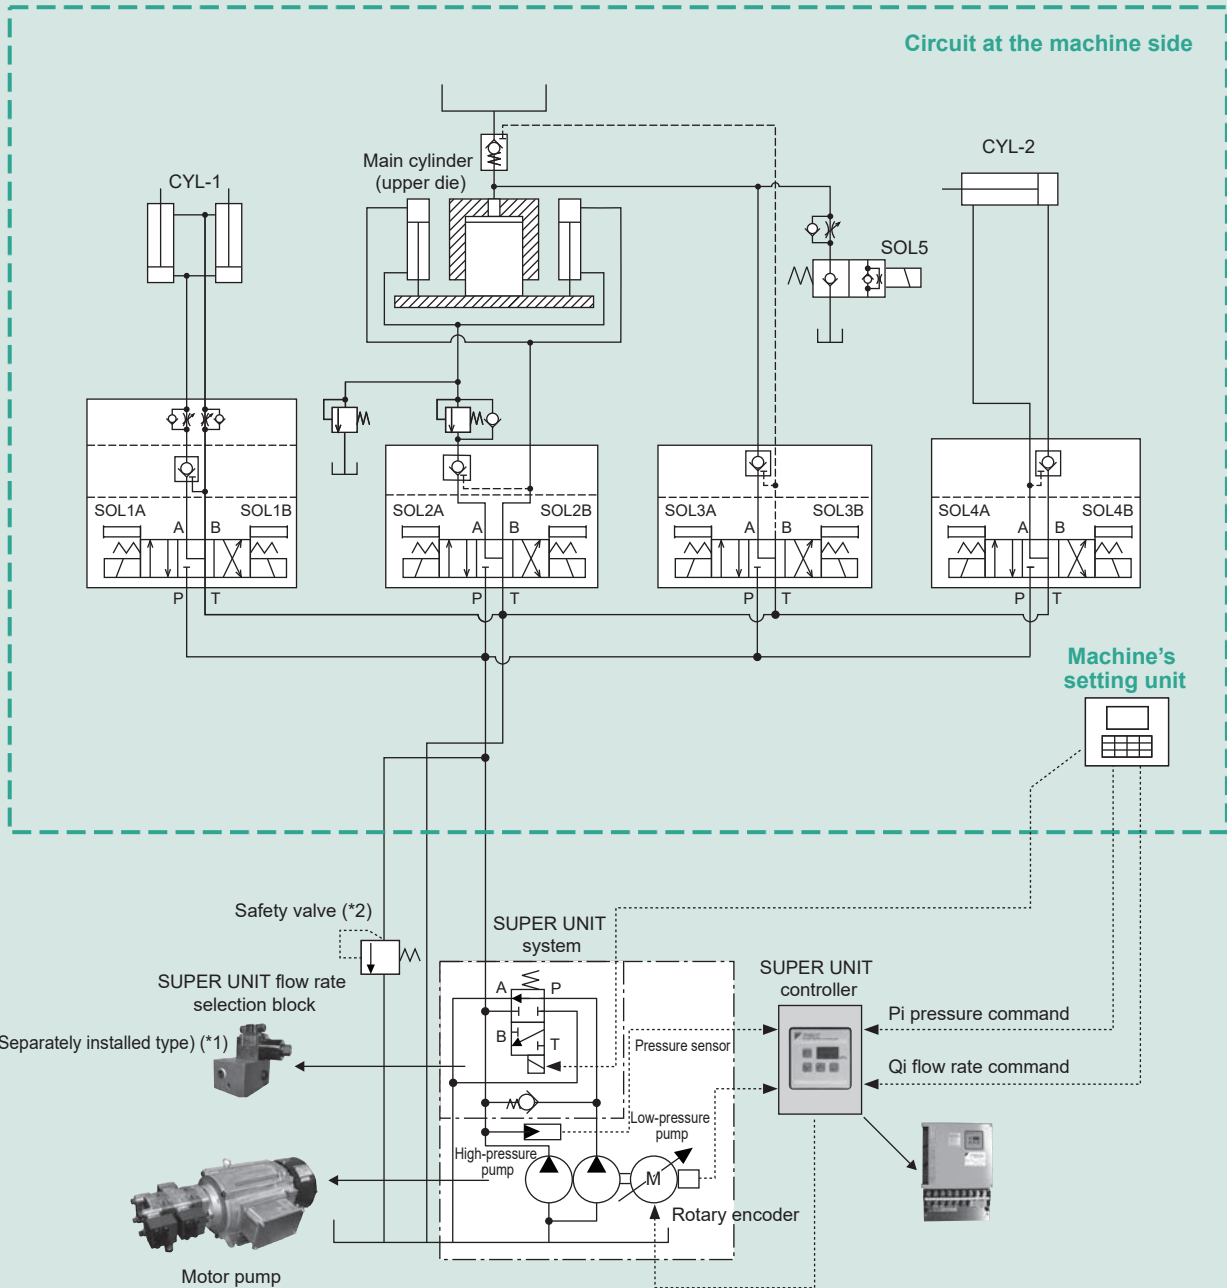 Circuit at the machine side
CYL-1
Main cylinder
(upper die)
CYL-2
SOL5
SOL1A
A
B
SOL1B
SOL2A
A
B
SOL2B
SOL3A
A
B
SOL3B
SOL4A
A
B
SOL4B
P
T
P
T
P
T
P
T
Machine's
setting unit
Safety valve (*2)
SUPER UNIT
system
SUPER UNIT flow rate
selection block
Separately installed type) (*1)
A
P
B
T
SUPER UNIT
controller
Pi pressure command
Pressure sensor
Qi flow rate command
Low-pressure
pump
High-pressure
pump
M
Rotary encoder
Motor pump